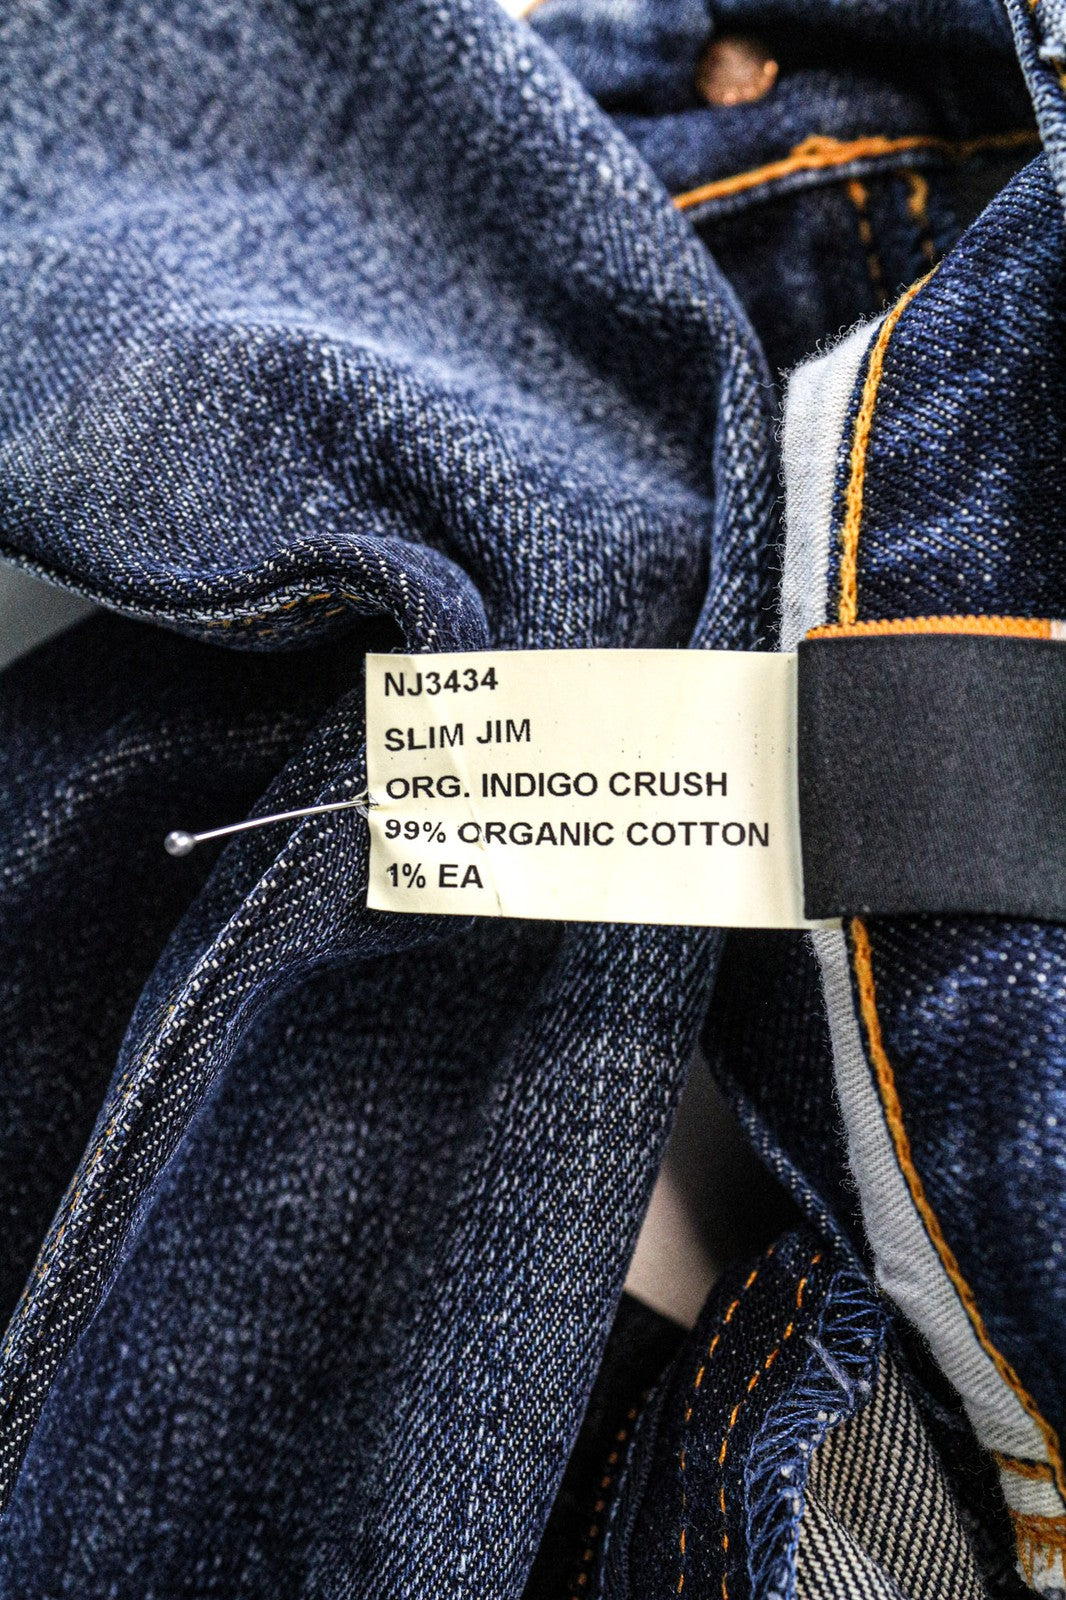 NJ3434
SLIM JIM
ORG. INDIGO CRUSH
99% ORGANIC COTTON
1% EA